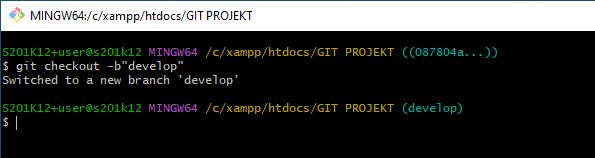 MINGW64:/c/xampp/htdocs/GIT PROJEKT
S201K12+user@s201k12 MINGW64 /c/xampp/htdocs/GIT PROJEKT ((087804a...))
$ git checkout -b"develop"
Switched to a new branch 'develop'
S201K12+user@s201k12 MINGW64 /c/xampp/htdocs/GIT PROJEKT (develop)
$